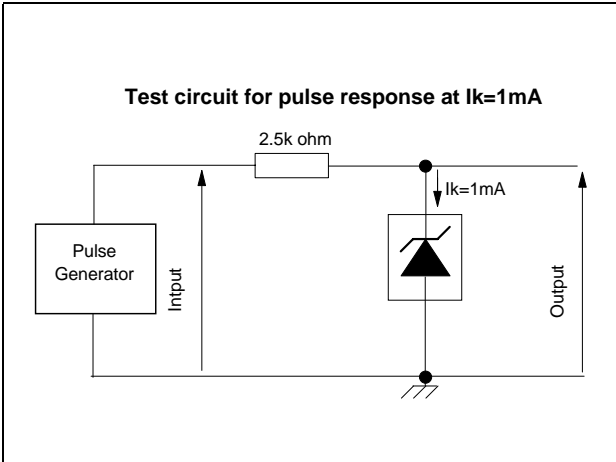 Test circuit for pulse response at Ik=1mA
2.5k ohm
Ik=1mA
Pulse
Generator
Intput
Output